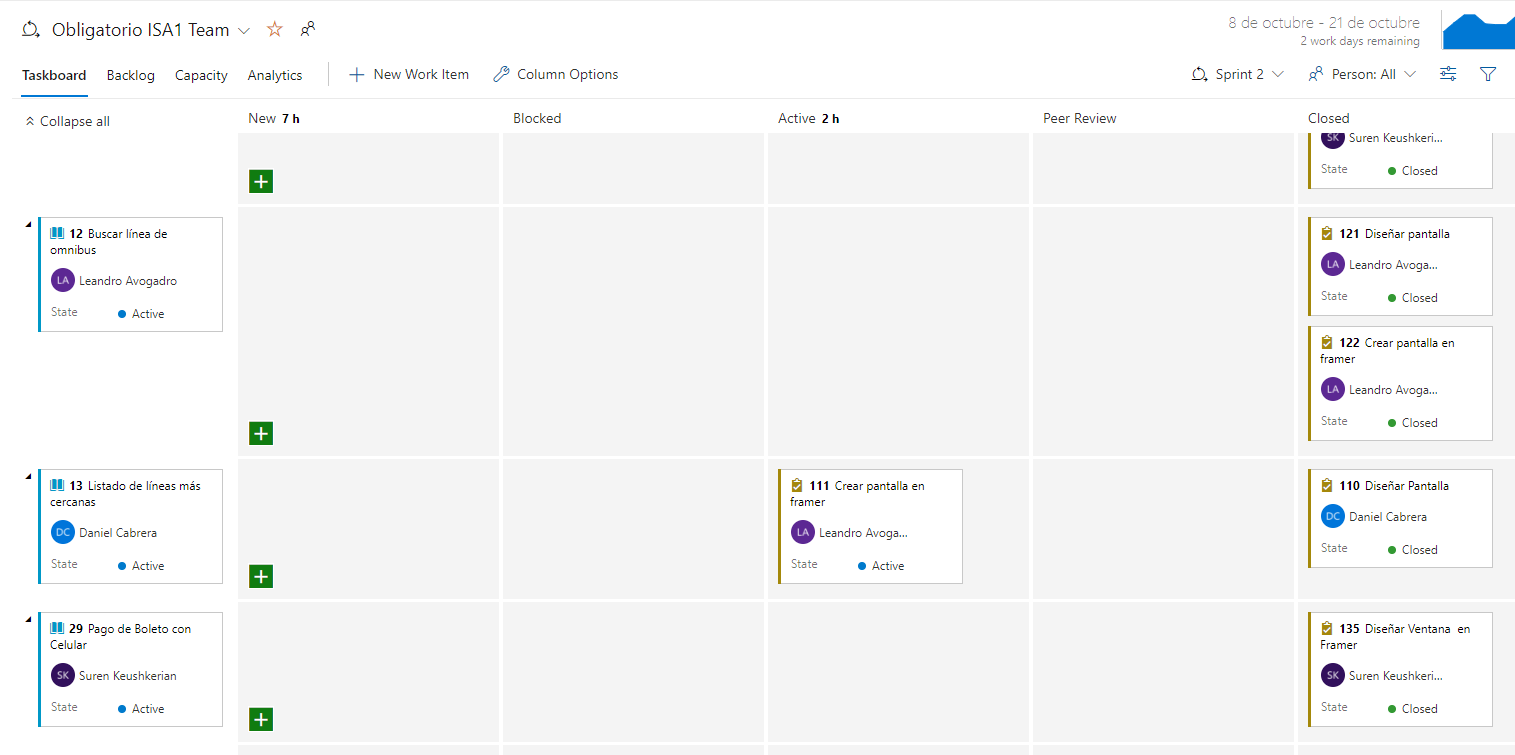 Obligatorio ISA1 Team
8 de octubre - 21 de octubre
2 work days remaining
Taskboard Backlog Capacity Analytics New Work Item Column Options Sprint 2 Person: All
Collapse all New 7 h Blocked Active 2 h Peer Review Closed
SK Suren Keushkeri...
State Closed
12 Buscar línea de
omnibus
LA Leandro Avogadro
State Active
121 Diseñar pantalla
LA Leandro Avoga...
State Closed
122 Crear pantalla en
framer
LA Leandro Avoga...
State Closed
13 Listado de líneas más
cercanas
DC Daniel Cabrera
State Active
111 Crear pantalla en
framer
LA Leandro Avoga...
State Active
110 Diseñar Pantalla
DC Daniel Cabrera
State Closed
29 Pago de Boleto con
Celular
SK Suren Keushkerian
State Active
135 Diseñar Ventana en
Framer
SK Suren Keushkeri...
State Closed